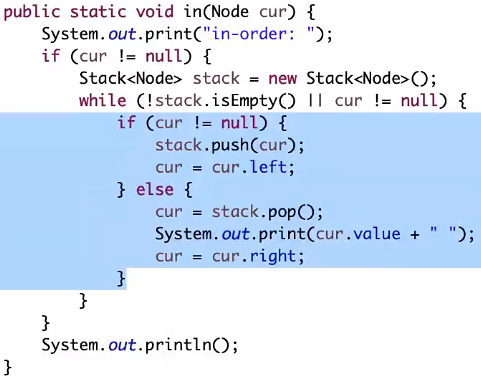 public static void in(Node cur) {
    System.out.print("in-order: ");
    if (cur != null) {
        Stack<Node> stack = new Stack<Node>();
        while (!stack.isEmpty() || cur != null) {
            if (cur != null) {
                stack.push(cur);
                cur = cur.left;
            } else {
                cur = stack.pop();
                System.out.print(cur.value + " ");
                cur = cur.right;
            }
        }
    }
    System.out.println();
}